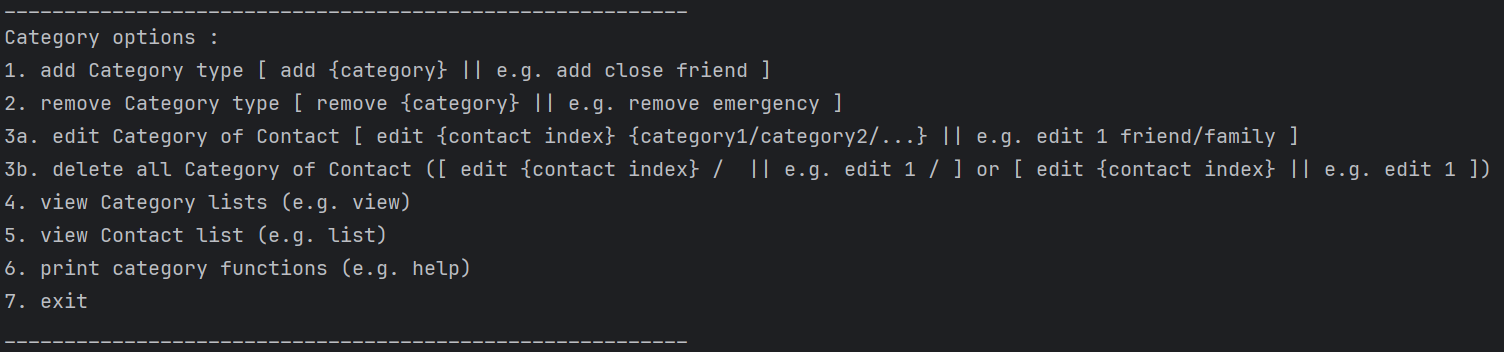 _________________________________________________________
Category options :
1. add Category type [ add {category} || e.g. add close friend ]
2. remove Category type [ remove {category} || e.g. remove emergency ]
3a. edit Category of Contact [ edit {contact index} {category1/category2/...} || e.g. edit 1 friend/family ]
3b. delete all Category of Contact ([ edit {contact index} /  || e.g. edit 1 / ] or [ edit {contact index} || e.g. edit 1 ])
4. view Category lists (e.g. view)
5. view Contact list (e.g. list)
6. print category functions (e.g. help)
7. exit
_________________________________________________________